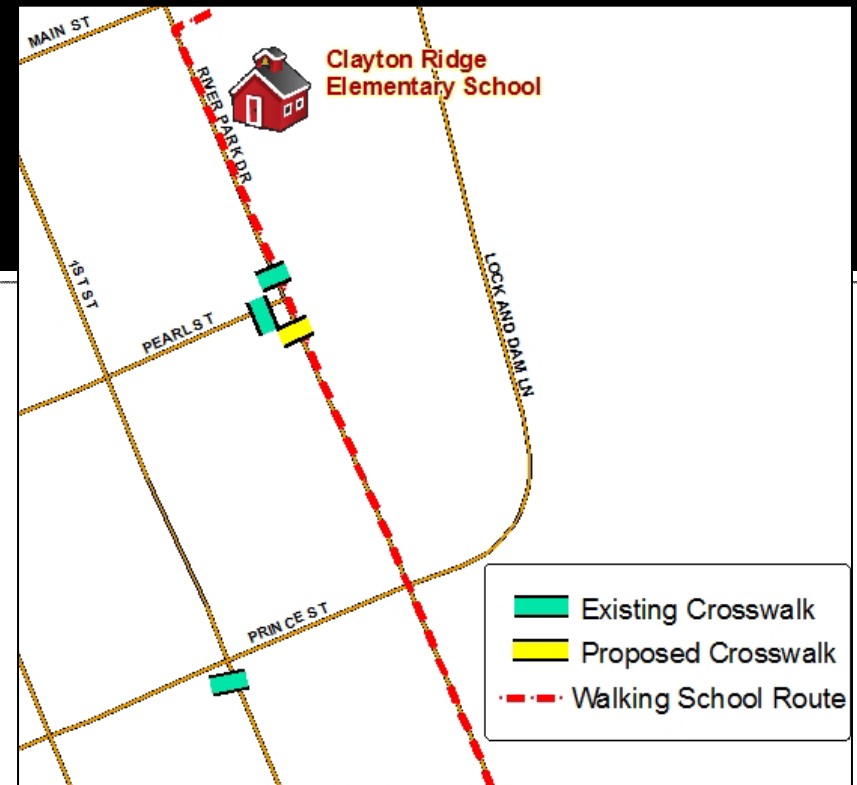 MAIN ST
Clayton Ridge
Elementary School
RIVER PARK DR
1ST ST
PEARL ST
LOCK AND DAM LN
PRINCE ST
Existing Crosswalk
Proposed Crosswalk
Walking School Route